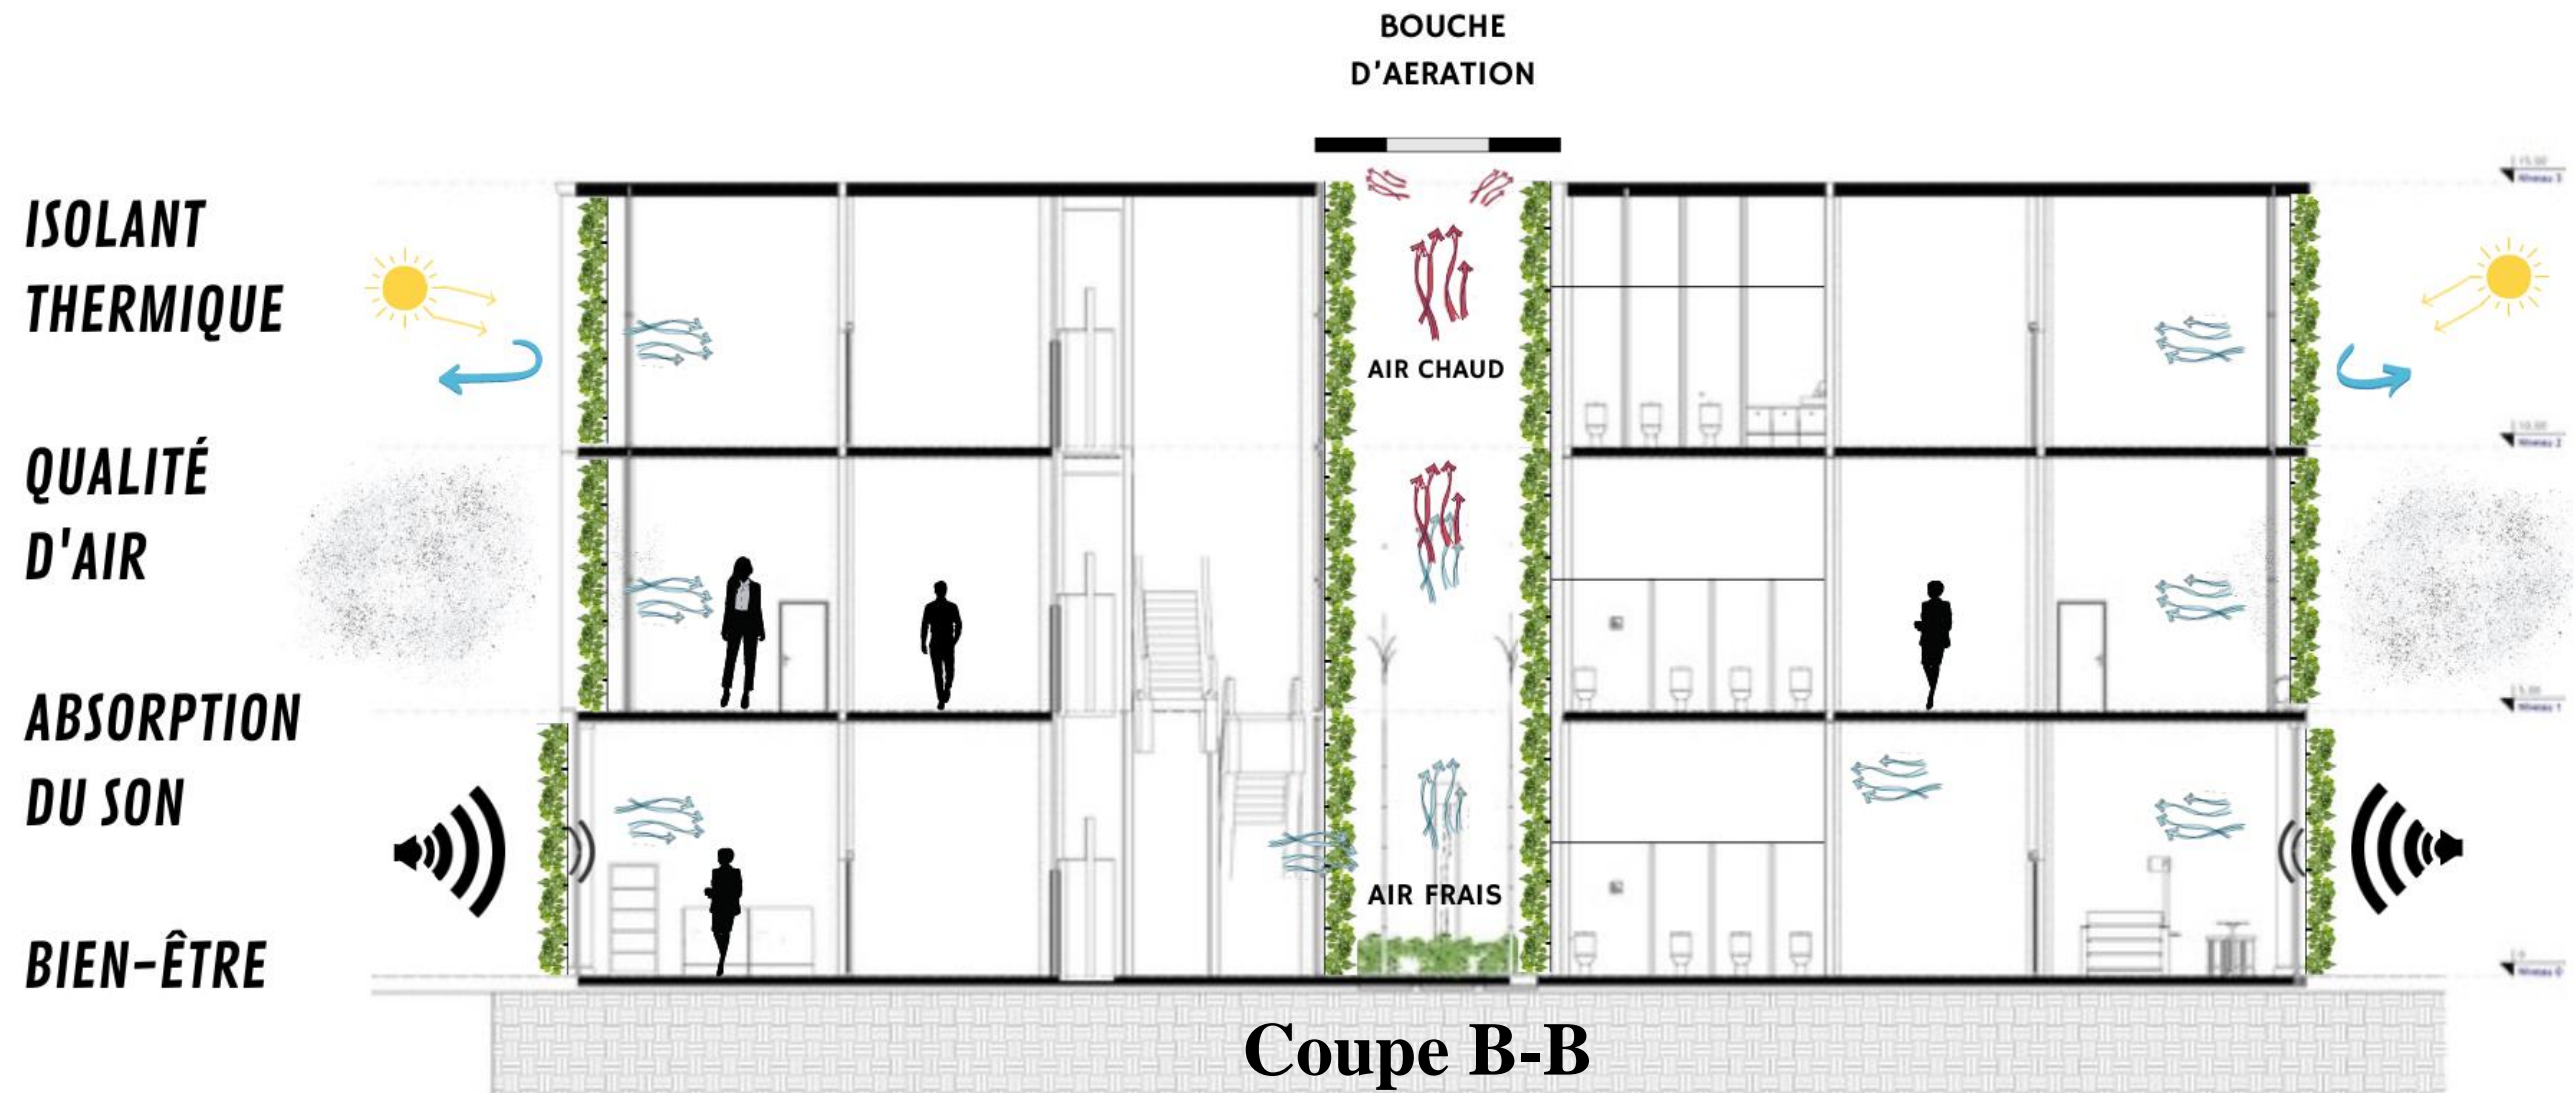 BOUCHE
D'AERATION
ISOLANT
THERMIQUE
AIR CHAUD
QUALITÉ
D'AIR
ABSORPTION
DU SON
AIR FRAIS
BIEN-ÊTRE
Coupe B-B